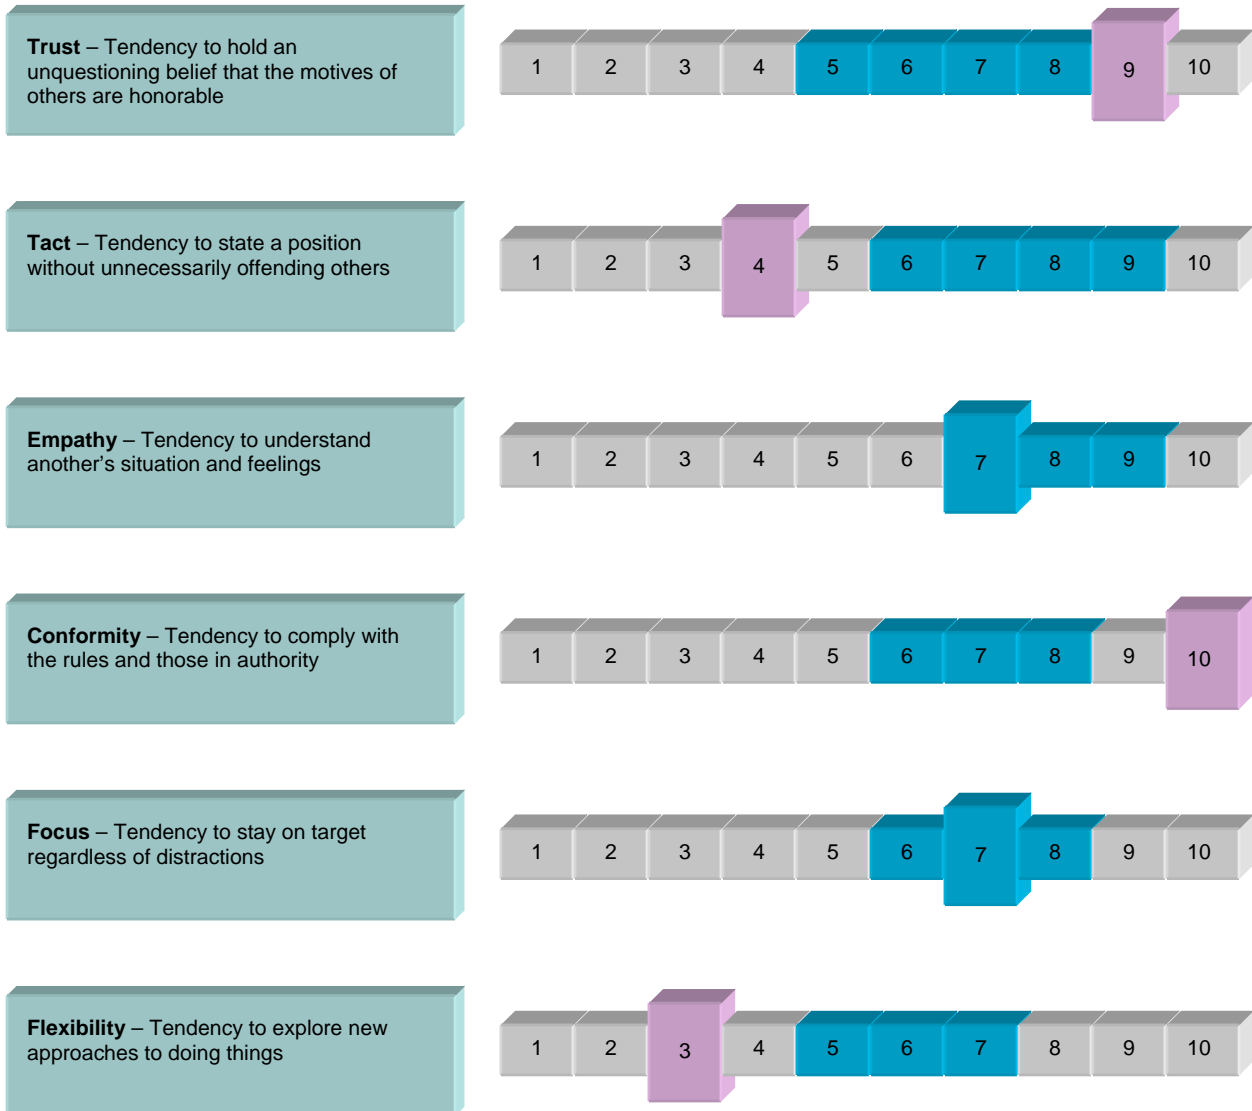 Trust – Tendency to hold an
unquestioning belief that the motives of
others are honorable
1 2 3 4 5 6 7 8 9 10
Tact – Tendency to state a position
without unnecessarily offending others
1 2 3 4 5 6 7 8 9 10
Empathy – Tendency to understand
another’s situation and feelings
1 2 3 4 5 6 7 8 9 10
Conformity – Tendency to comply with
the rules and those in authority
1 2 3 4 5 6 7 8 9 10
Focus – Tendency to stay on target
regardless of distractions
1 2 3 4 5 6 7 8 9 10
Flexibility – Tendency to explore new
approaches to doing things
1 2 3 4 5 6 7 8 9 10